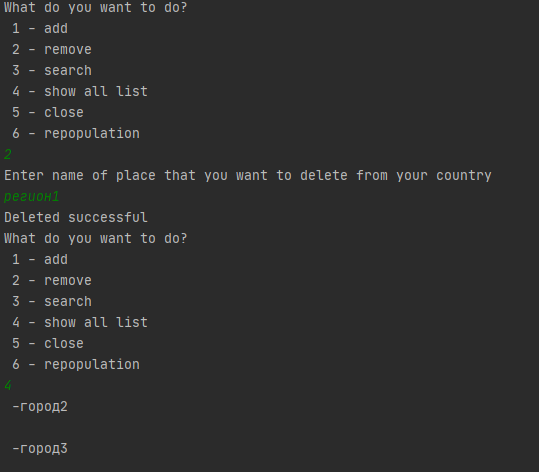 What do you want to do?
1 - add
2 - remove
3 - search
4 - show all list
5 - close
6 - repopulation
2
Enter name of place that you want to delete from your country
регион1
Deleted successful
What do you want to do?
1 - add
2 - remove
3 - search
4 - show all list
5 - close
6 - repopulation
4
-город2
-город3